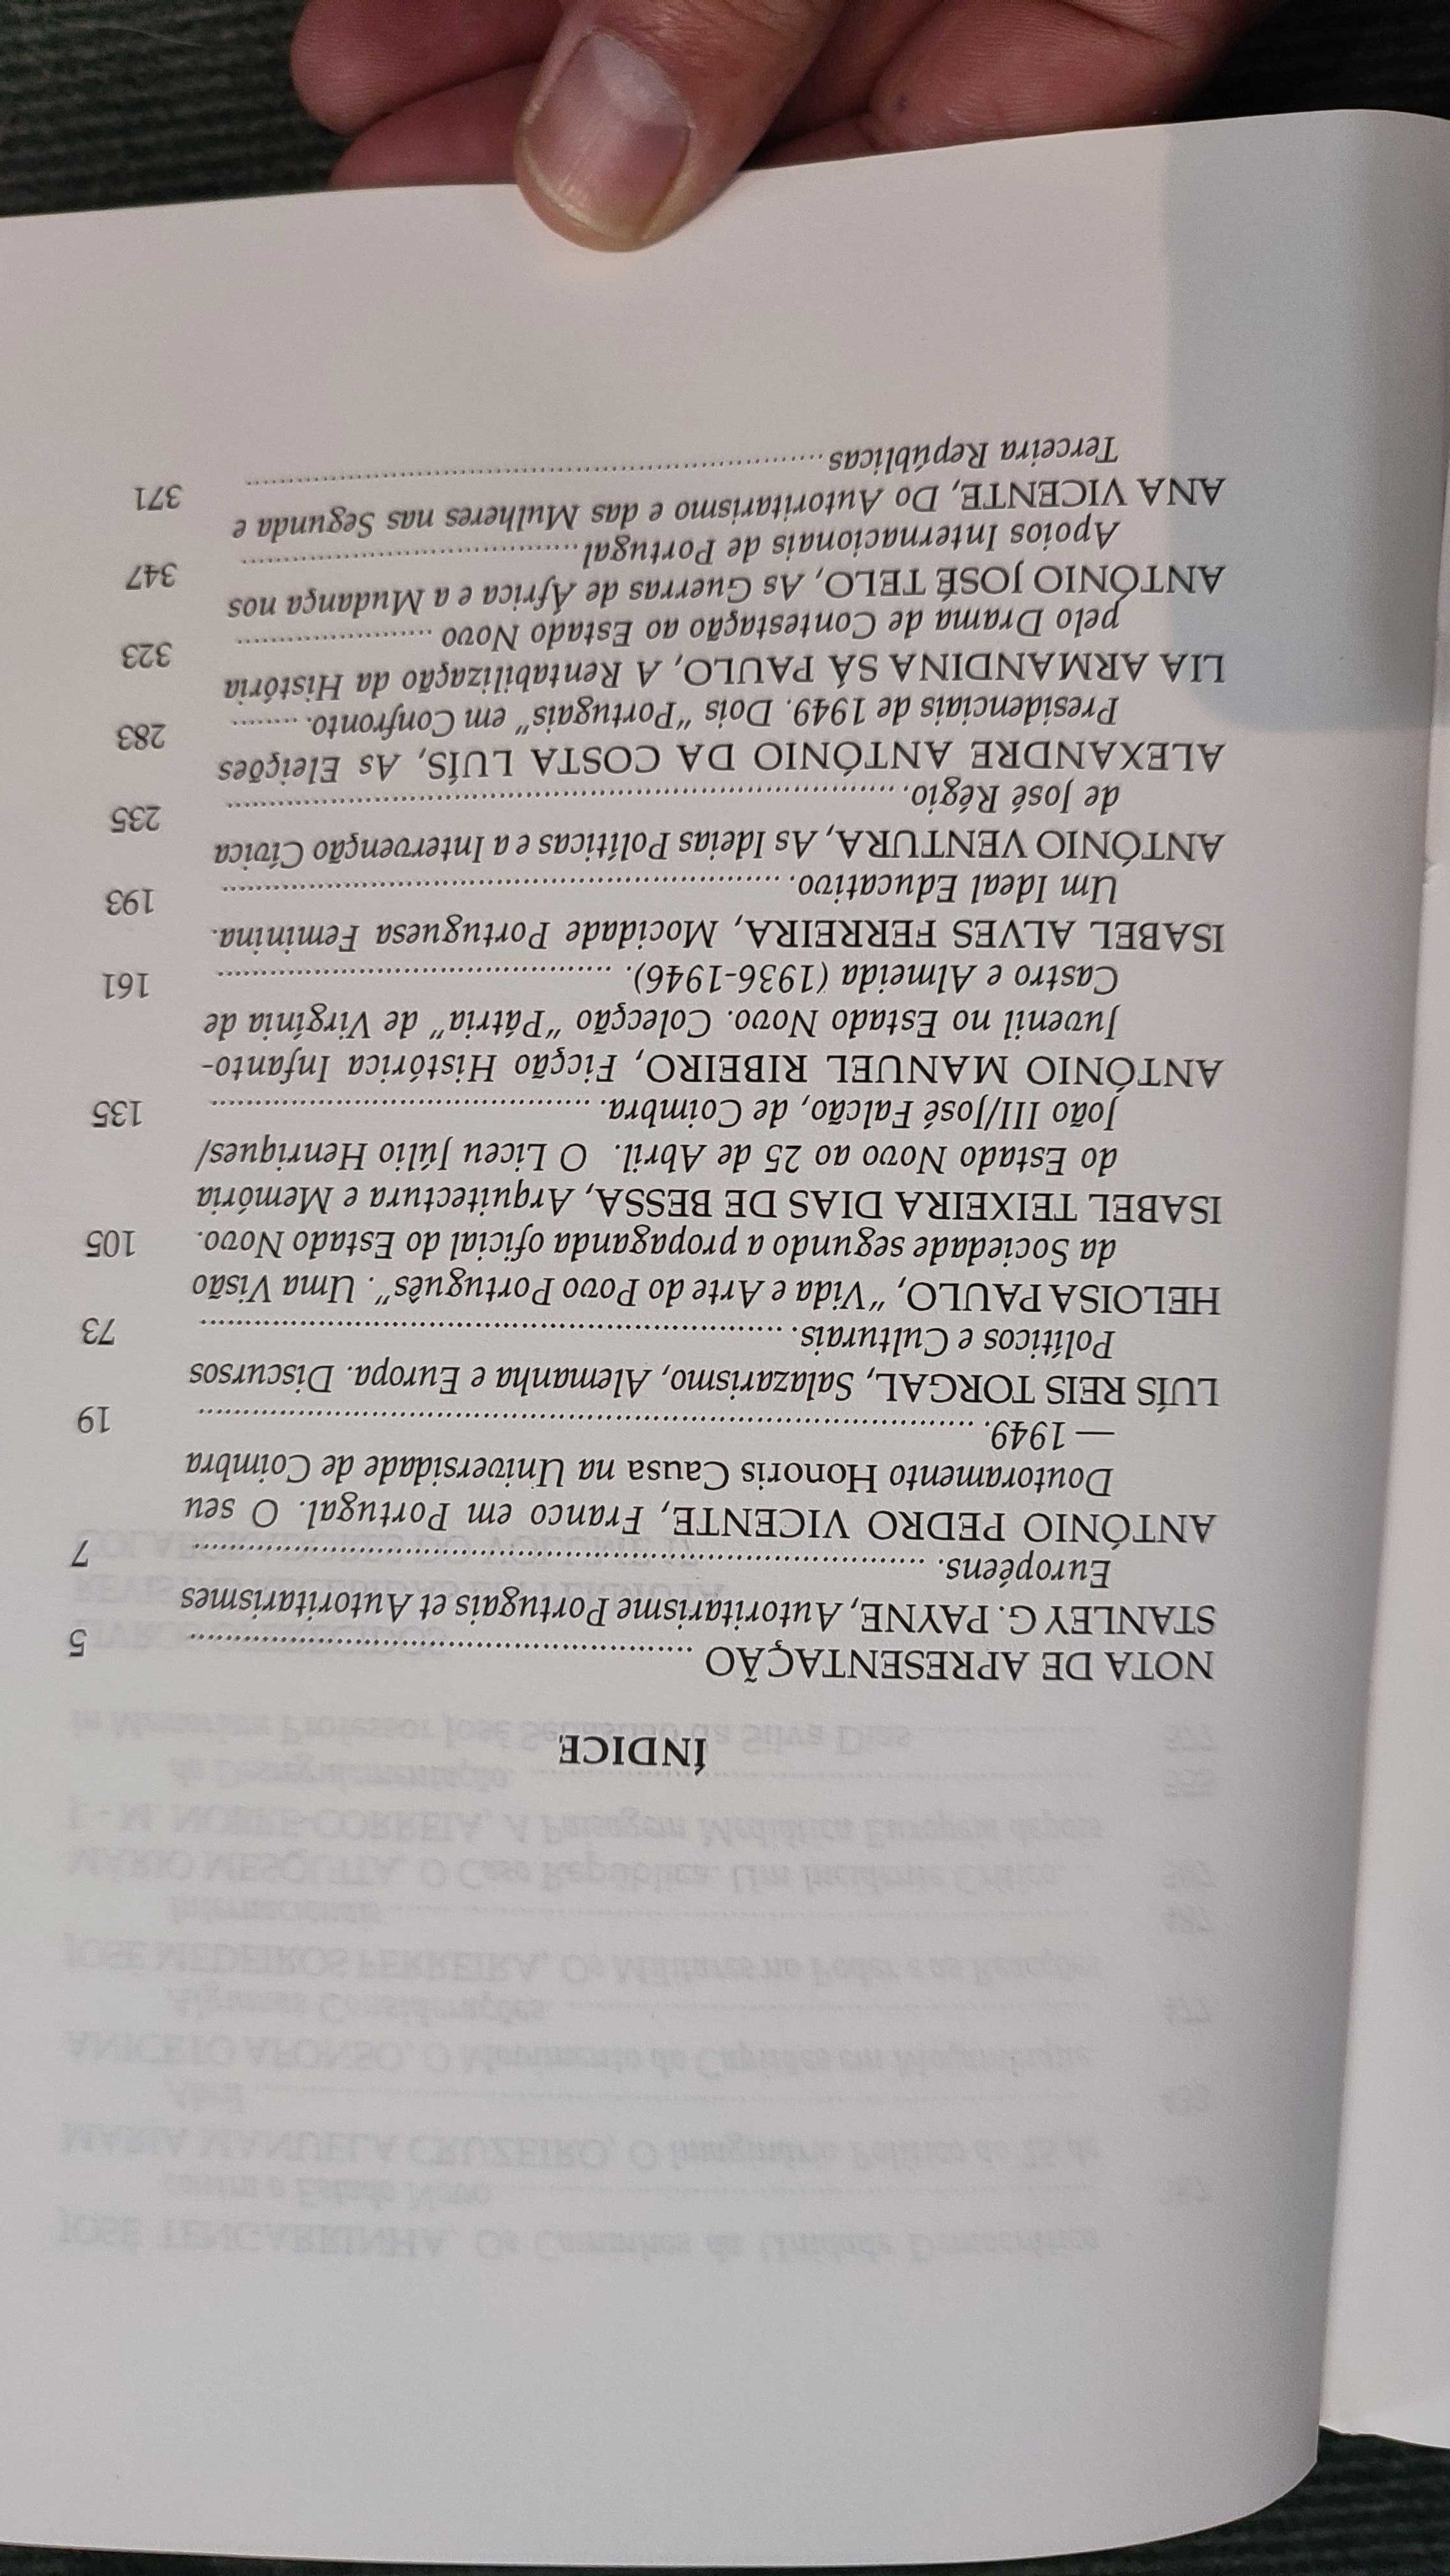 ÍNDICE
NOTA DE APRESENTAÇÃO ........ 5
STANLEY G. PAYNE, Autoritarisme Portugais et Autoritarismes
Européens. ........ 7
ANTÓNIO PEDRO VICENTE, Franco em Portugal. O seu
Doutoramento Honoris Causa na Universidade de Coimbra
— 1949. ........ 19
LUÍS REIS TORGAL, Salazarismo, Alemanha e Europa. Discursos
Políticos e Culturais. ........ 73
HELOISA PAULO, "Vida e Arte do Povo Português". Uma Visão
da Sociedade segundo a propaganda oficial do Estado Novo. 105
ISABEL TEIXEIRA DIAS DE BESSA, Arquitectura e Memória
do Estado Novo ao 25 de Abril. O Liceu Júlio Henriques/
João III/José Falcão, de Coimbra. ........ 135
ANTÓNIO MANUEL RIBEIRO, Ficção Histórica Infanto-
Juvenil no Estado Novo. Colecção "Pátria" de Virgínia de
Castro e Almeida (1936-1946). ........ 161
ISABEL ALVES FERREIRA, Mocidade Portuguesa Feminina.
Um Ideal Educativo. ........ 193
ANTÓNIO VENTURA, As Ideias Políticas e a Intervenção Cívica
de José Régio. ........ 235
ALEXANDRE ANTÓNIO DA COSTA LUÍS, As Eleições
Presidenciais de 1949. Dois "Portugais" em Confronto. ........ 283
LIA ARMANDINA SÁ PAULO, A Rentabilização da História
pelo Drama de Contestação ao Estado Novo ........ 323
ANTÓNIO JOSÉ TELO, As Guerras de África e a Mudança nos
Apoios Internacionais de Portugal ........ 347
ANA VICENTE, Do Autoritarismo e das Mulheres nas Segunda e
Terceira Repúblicas ........ 371